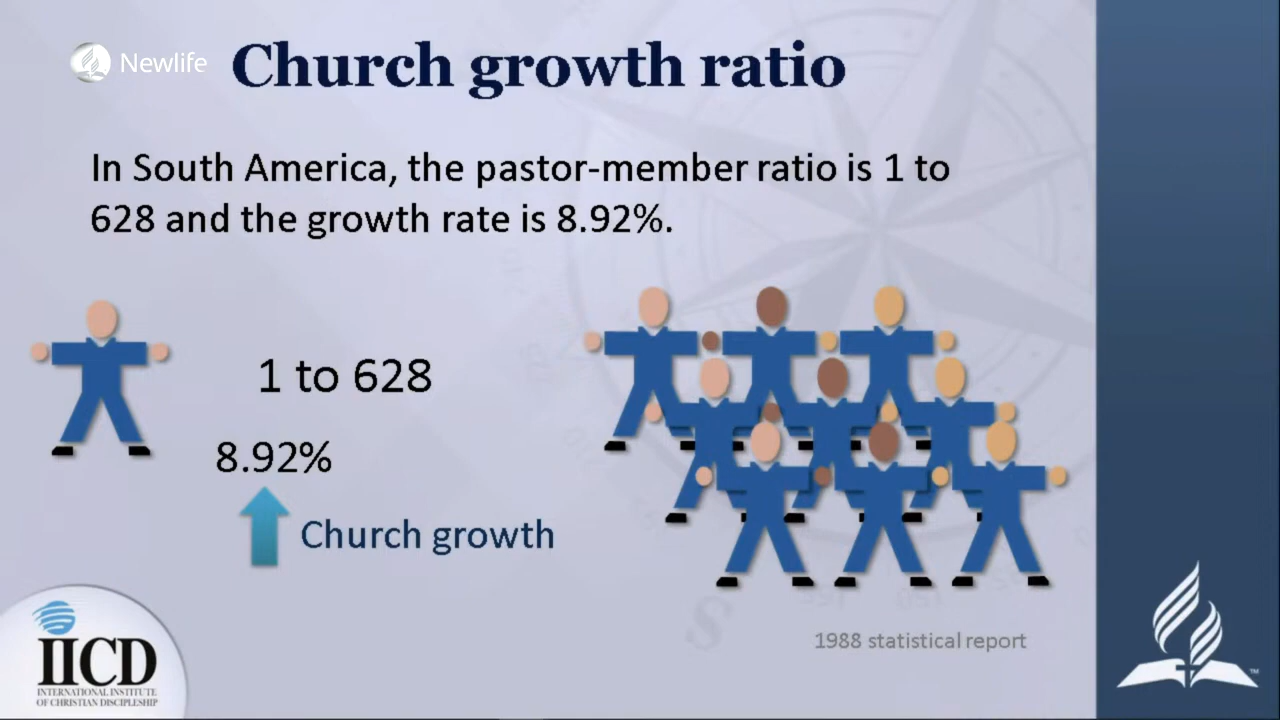 Newlife
Church growth ratio
In South America, the pastor-member ratio is 1 to
628 and the growth rate is 8.92%.
1 to 628
8.92%
Church growth
1988 statistical report
IICD
INTERNATIONAL INSTITUTE
OF CHRISTIAN DISCIPLESHIP
™